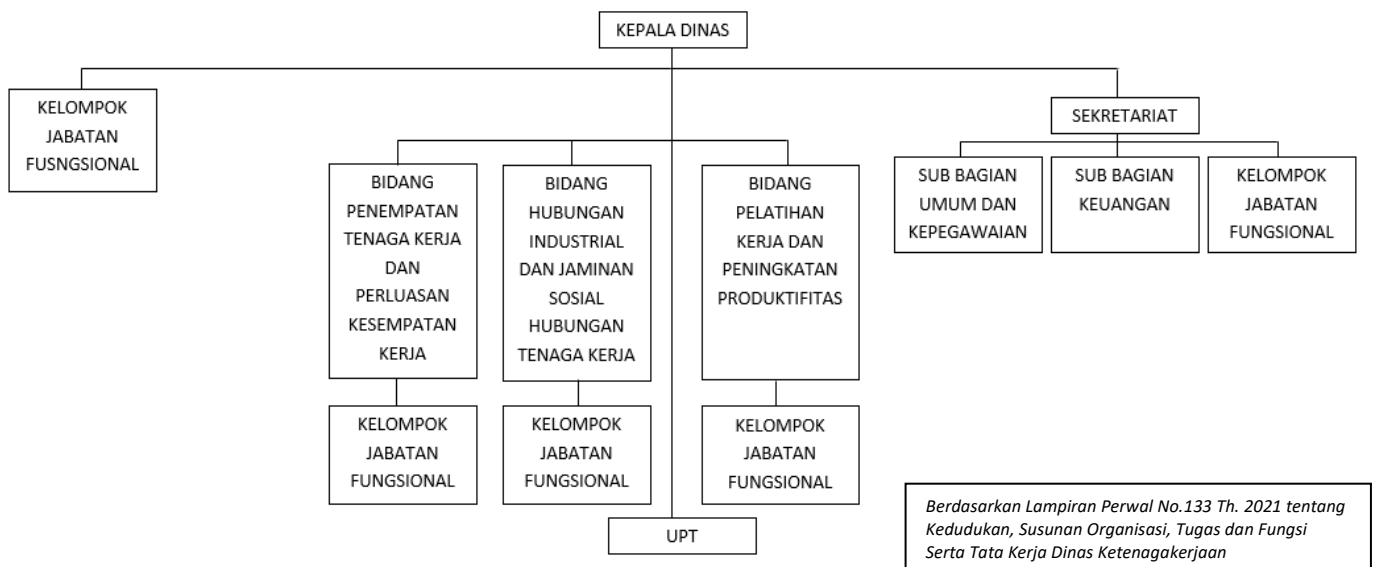 KEPALA DINAS
KELOMPOK
JABATAN
FUSNGSIONAL
SEKRETARIAT
SUB BAGIAN
UMUM DAN
KEPEGAWAIAN
SUB BAGIAN
KEUANGAN
KELOMPOK
JABATAN
FUNGSIONAL
BIDANG
PENEMPATAN
TENAGA KERJA
DAN
PERLUASAN
KESEMPATAN
KERJA
BIDANG
HUBUNGAN
INDUSTRIAL
DAN JAMINAN
SOSIAL
HUBUNGAN
TENAGA KERJA
BIDANG
PELATIHAN
KERJA DAN
PENINGKATAN
PRODUKTIFITAS
KELOMPOK
JABATAN
FUNGSIONAL
KELOMPOK
JABATAN
FUNGSIONAL
KELOMPOK
JABATAN
FUNGSIONAL
UPT
Berdasarkan Lampiran Perwal No.133 Th. 2021 tentang
Kedudukan, Susunan Organisasi, Tugas dan Fungsi
Serta Tata Kerja Dinas Ketenagakerjaan